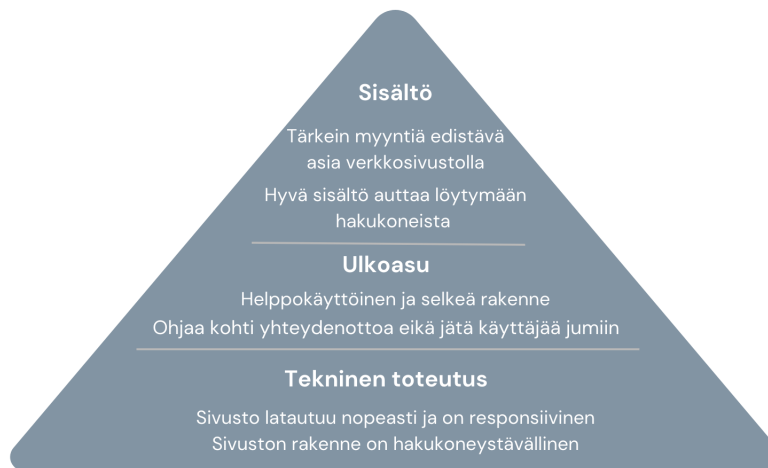 Sisältö
Tärkein myyntiä edistävä
asia verkkosivustolla
Hyvä sisältö auttaa löytymään
hakukoneista
Ulkoasu
Helppokäyttöinen ja selkeä rakenne
Ohjaa kohti yhteydenottoa eikä jätä käyttäjää jumiin
Tekninen toteutus
Sivusto latautuu nopeasti ja on responsiivinen
Sivuston rakenne on hakukoneystävällinen